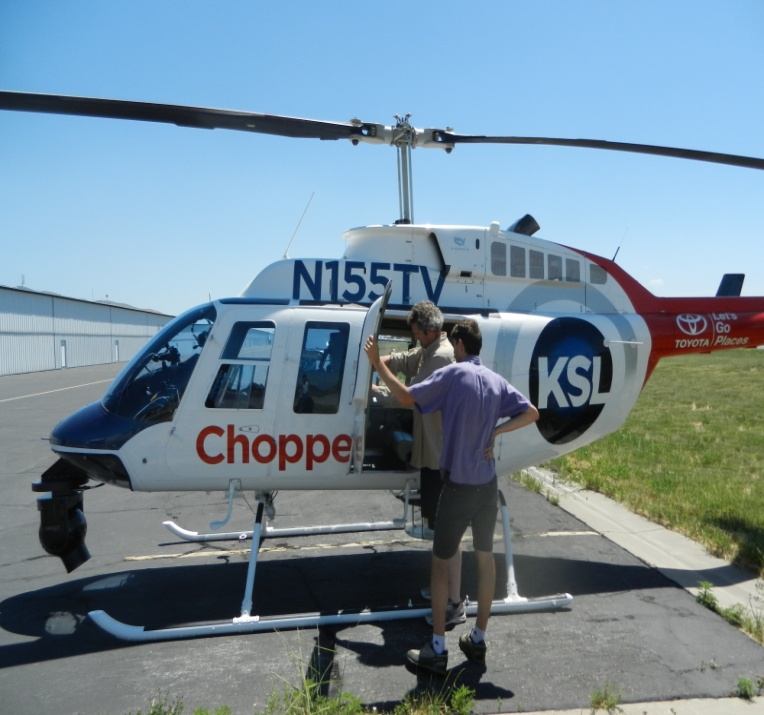 N155TV
Choppe
KSL
TOYOTA
Let's
Go
Places